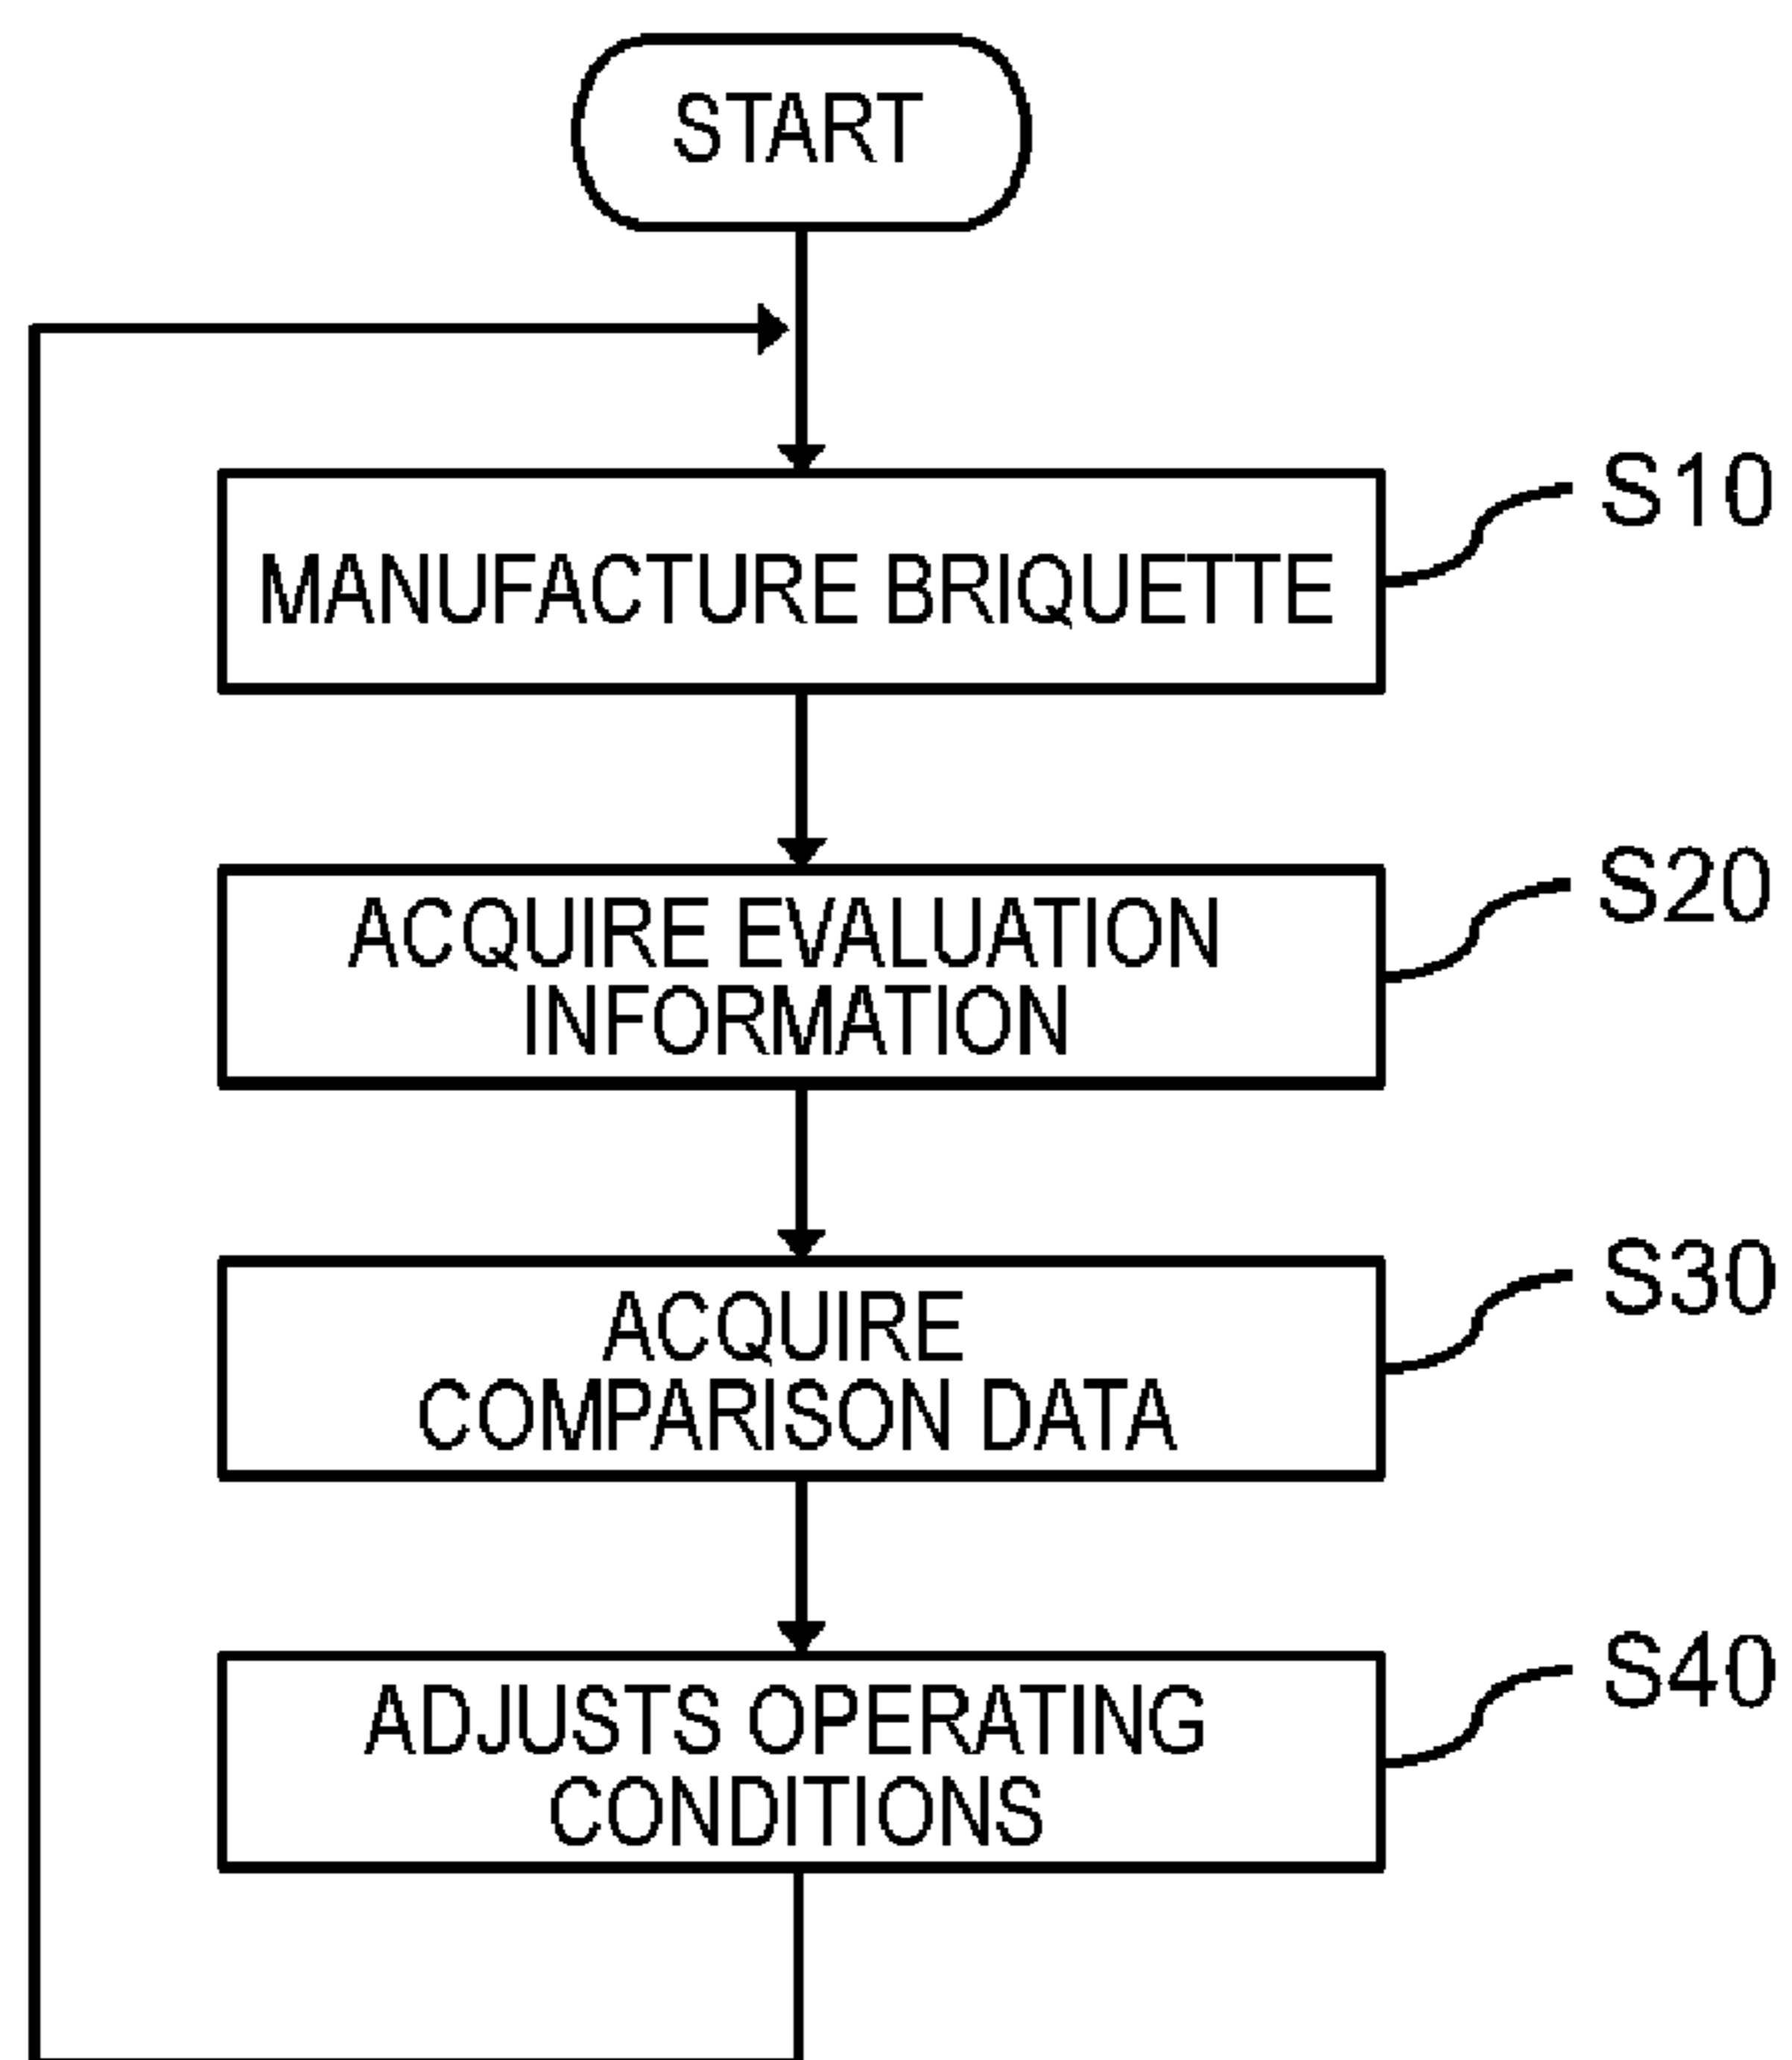 START
S10
MANUFACTURE BRIQUETTE
S20
ACQUIRE EVALUATION
INFORMATION
S30
ACQUIRE
COMPARISON DATA
S40
ADJUSTS OPERATING
CONDITIONS